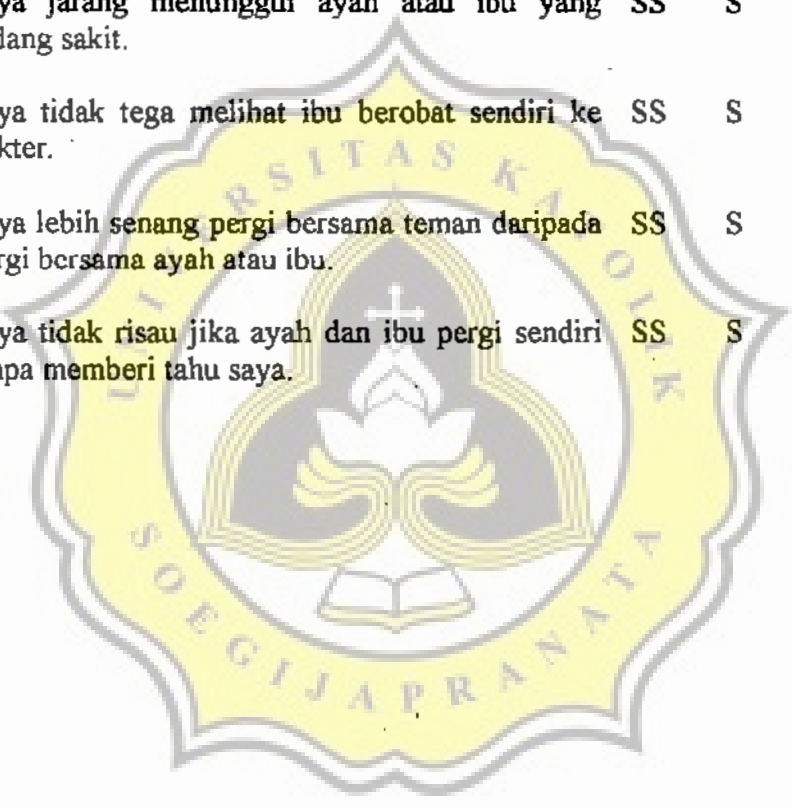 ya jarang menunggui ayah atau ibu yang SS S
dang sakit.
ya tidak tega melihat ibu berobat sendiri ke SS S
kter.
ya lebih senang pergi bersama teman daripada SS S
rgi bersama ayah atau ibu.
ya tidak risau jika ayah dan ibu pergi sendiri SS S
npa memberi tahu saya.
UNIVERSITAS KATOLIK
SOEGIJAPRANATA